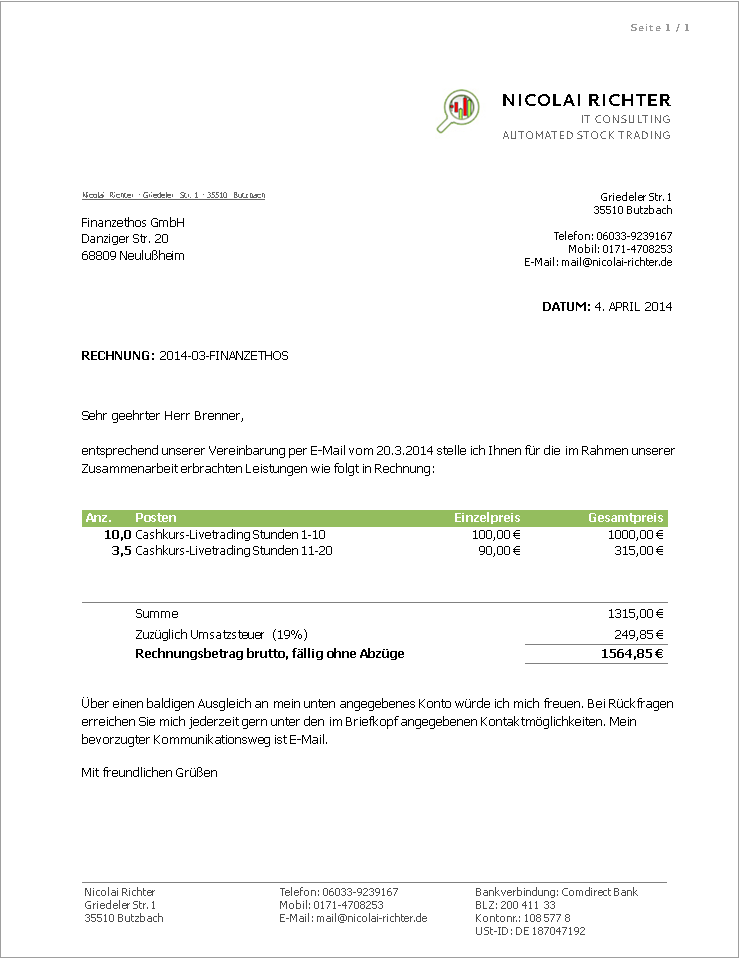 Seite 1 / 1
NICOLAI RICHTER
IT CONSULTING
AUTOMATED STOCK TRADING
Nicolai Richter · Griedeler Str. 1 · 35510 Butzbach
Finanzethos GmbH
Danziger Str. 20
68809 Neulußheim
Griedeler Str. 1
35510 Butzbach
Telefon: 06033-9239167
Mobil: 0171-4708253
E-Mail: mail@nicolai-richter.de
DATUM: 4. APRIL 2014
RECHNUNG: 2014-03-FINANZETHOS
Sehr geehrter Herr Brenner,
entsprechend unserer Vereinbarung per E-Mail vom 20.3.2014 stelle ich Ihnen für die im Rahmen unserer
Zusammenarbeit erbrachten Leistungen wie folgt in Rechnung:
Anz. Posten Einzelpreis Gesamtpreis
10,0 Cashkurs-Livetrading Stunden 1-10 100,00 € 1000,00 €
3,5 Cashkurs-Livetrading Stunden 11-20 90,00 € 315,00 €
Summe 1315,00 €
Zuzüglich Umsatzsteuer (19%) 249,85 €
Rechnungsbetrag brutto, fällig ohne Abzüge 1564,85 €
Über einen baldigen Ausgleich an mein unten angegebenes Konto würde ich mich freuen. Bei Rückfragen
erreichen Sie mich jederzeit gern unter den im Briefkopf angegebenen Kontaktmöglichkeiten. Mein
bevorzugter Kommunikationsweg ist E-Mail.
Mit freundlichen Grüßen
Nicolai Richter
Griedeler Str. 1
35510 Butzbach
Telefon: 06033-9239167
Mobil: 0171-4708253
E-Mail: mail@nicolai-richter.de
Bankverbindung: Comdirect Bank
BLZ: 200 411 33
Kontonr.: 108 577 8
USt-ID: DE 187047192